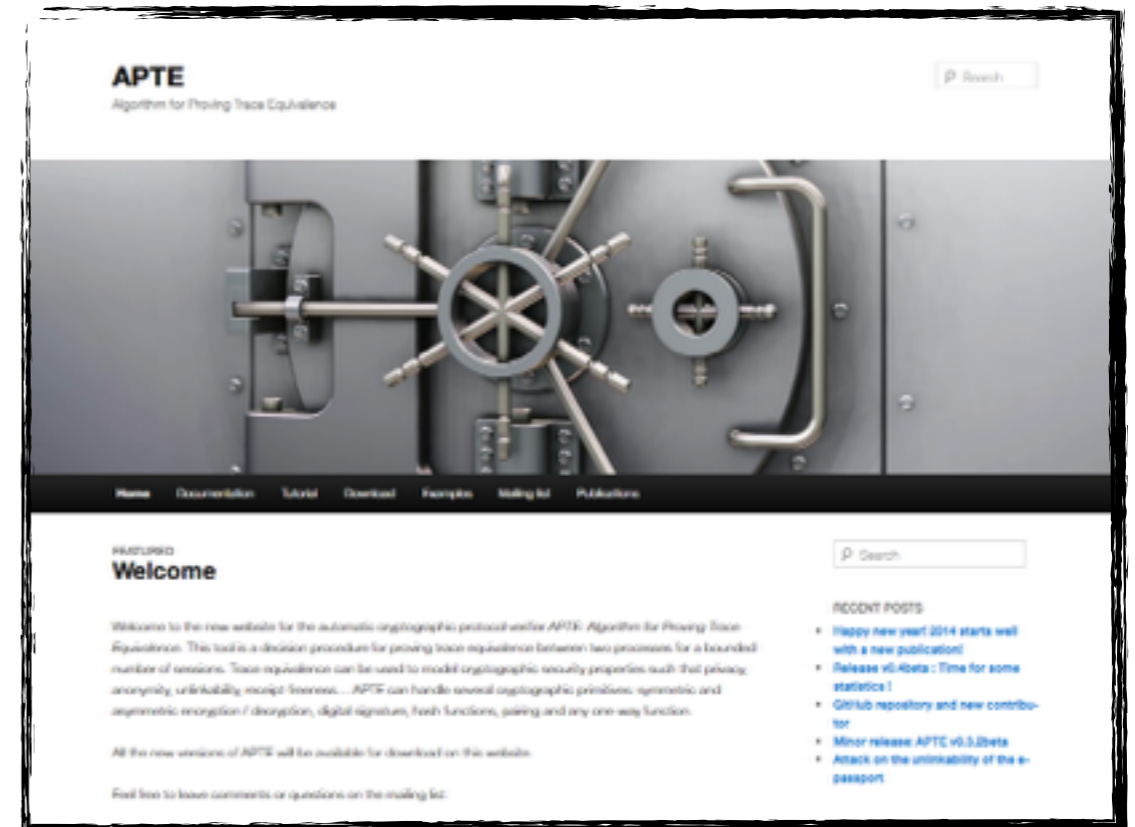 APTE
Search
Algorithm for Proving Trace Equivalence
Home Documentation Tutorial Download Examples Mailing list Publications
FEATURED
Welcome
Welcome to the new website for the automatic cryptographic protocol verifier APTE: Algorithm for Proving Trace
Equivalence. This tool is a decision procedure for proving trace equivalence between two processes for a bounded
number of sessions. Trace equivalence can be used to model cryptographic security properties such that privacy,
anonymity, unlinkability, receipt-freeness... APTE can handle several cryptographic primitives: symmetric and
asymmetric encryption / decryption, digital signature, hash functions, pairing and any one-way function.
All the new versions of APTE will be available for download on this website.
Feel free to leave comments or questions on the mailing list.
Search
RECENT POSTS
Happy new year! 2014 starts well
with a new publication!
Release v0.4beta : Time for some
statistics !
GitHub repository and new contribu-
tor
Minor release: APTE v0.3.2beta
Attack on the unlinkability of the e-
passport